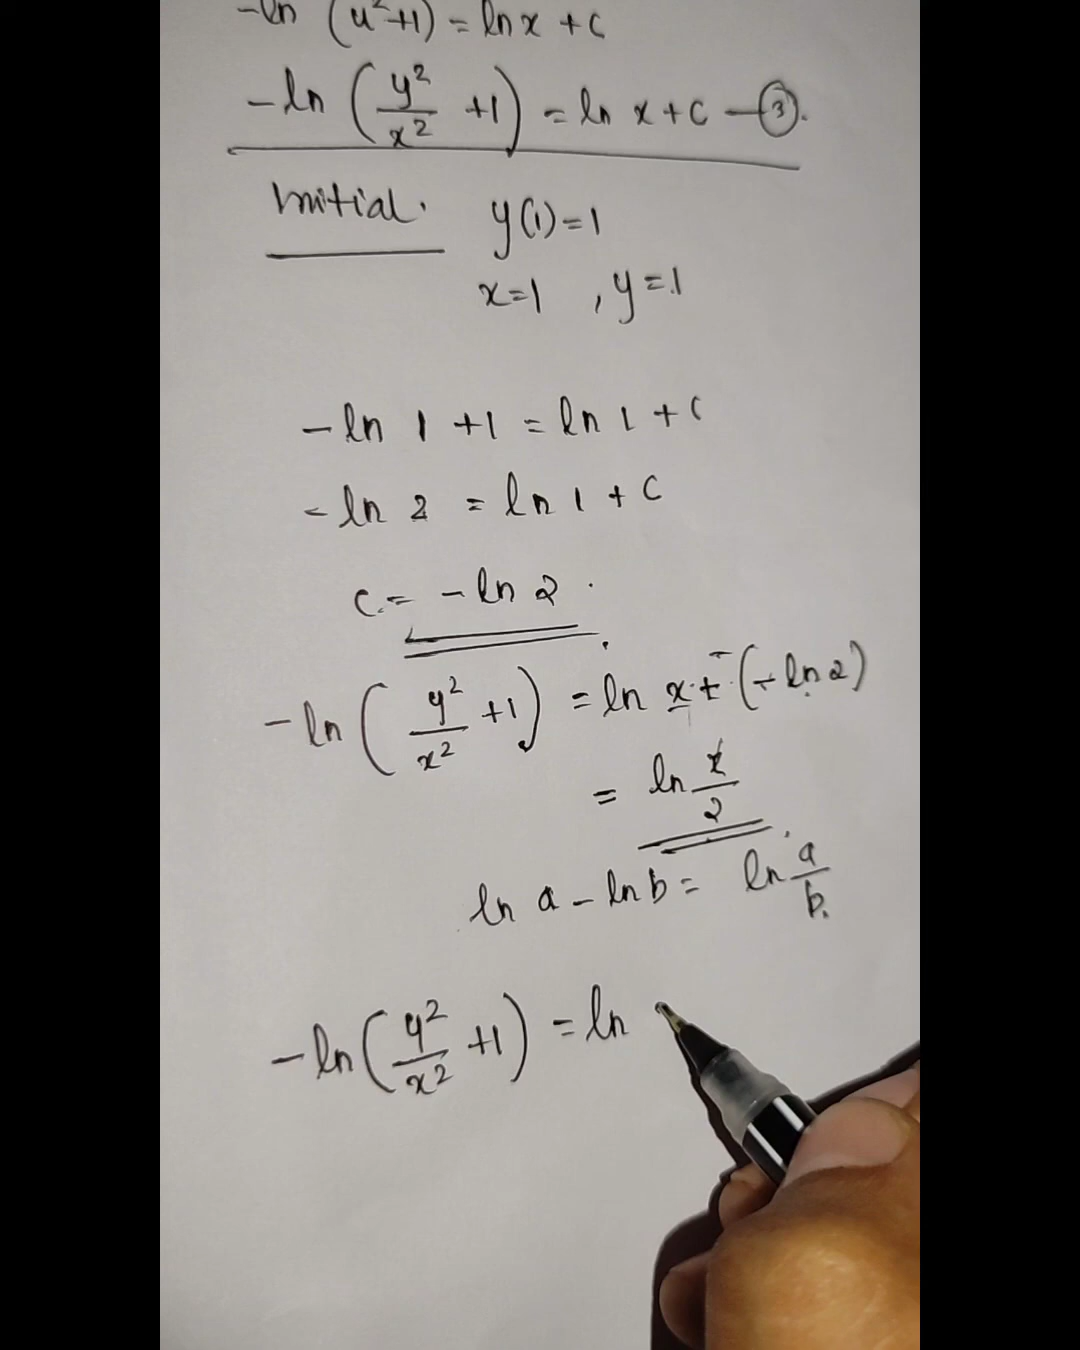 -ln (u²+1) = ln x + c
-ln (y²/x² +1) = ln x + c — ③.
Initial. y(1)=1
x=1 , y=1
-ln 1 +1 = ln 1 + c
-ln 2 = ln 1 + c
c = -ln 2 .
-ln (y²/x² +1) = ln x + (-ln 2)
= ln x/2
ln a - ln b = ln a/b.
-ln (y²/x² +1) = ln